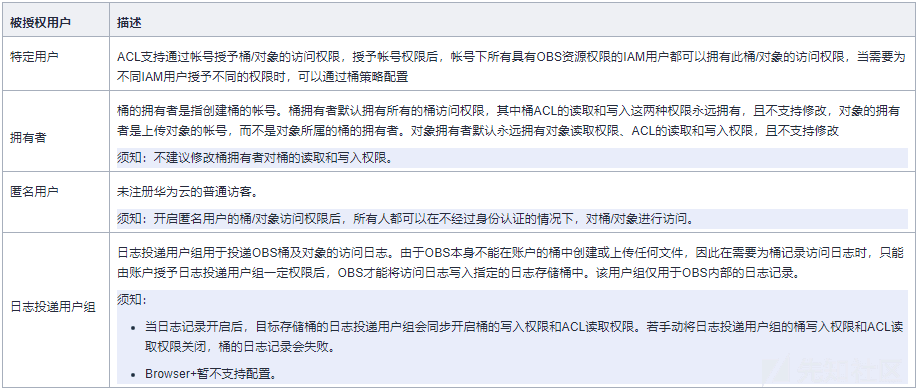 被授权用户 描述
特定用户
ACL支持通过帐号授予桶/对象的访问权限，授予帐号权限后，帐号下所有具有OBS资源权限的IAM用户都可以拥有此桶/对象的访问权限，当需要为
不同IAM用户授予不同的权限时，可以通过桶策略配置
拥有者
桶的拥有者是指创建桶的帐号。桶拥有者默认拥有所有的桶访问权限，其中桶ACL的读取和写入这两种权限永远拥有，且不支持修改，对象的拥有
者是上传对象的帐号，而不是对象所属的桶的拥有者。对象拥有者默认永远拥有对象读取权限、ACL的读取和写入权限，且不支持修改
须知：不建议修改桶拥有者对桶的读取和写入权限。
匿名用户
未注册华为云的普通访客。
须知：开启匿名用户的桶/对象访问权限后，所有人都可以在不经过身份认证的情况下，对桶/对象进行访问。
日志投递用户组
日志投递用户组用于投递OBS桶及对象的访问日志。由于OBS本身不能在账户的桶中创建或上传任何文件，因此在需要为桶记录访问日志时，只能
由账户授予日志投递用户组一定权限后，OBS才能将访问日志写入指定的日志存储桶中。该用户组仅用于OBS内部的日志记录。
须知：
• 当日志记录开启后，目标存储桶的日志投递用户组会同步开启桶的写入权限和ACL读取权限。若手动将日志投递用户组的桶写入权限和ACL读
取权限关闭，桶的日志记录会失败。
• Browser+暂不支持配置。